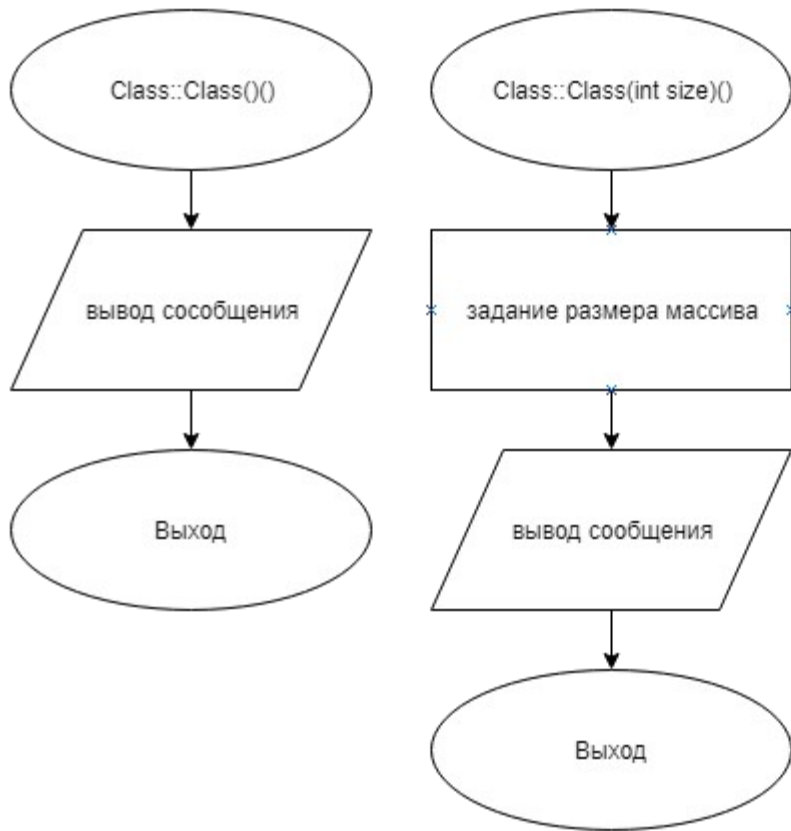 Class::Class()()
вывод сособщения
Выход
Class::Class(int size)()
задание размера массива
вывод сообщения
Выход